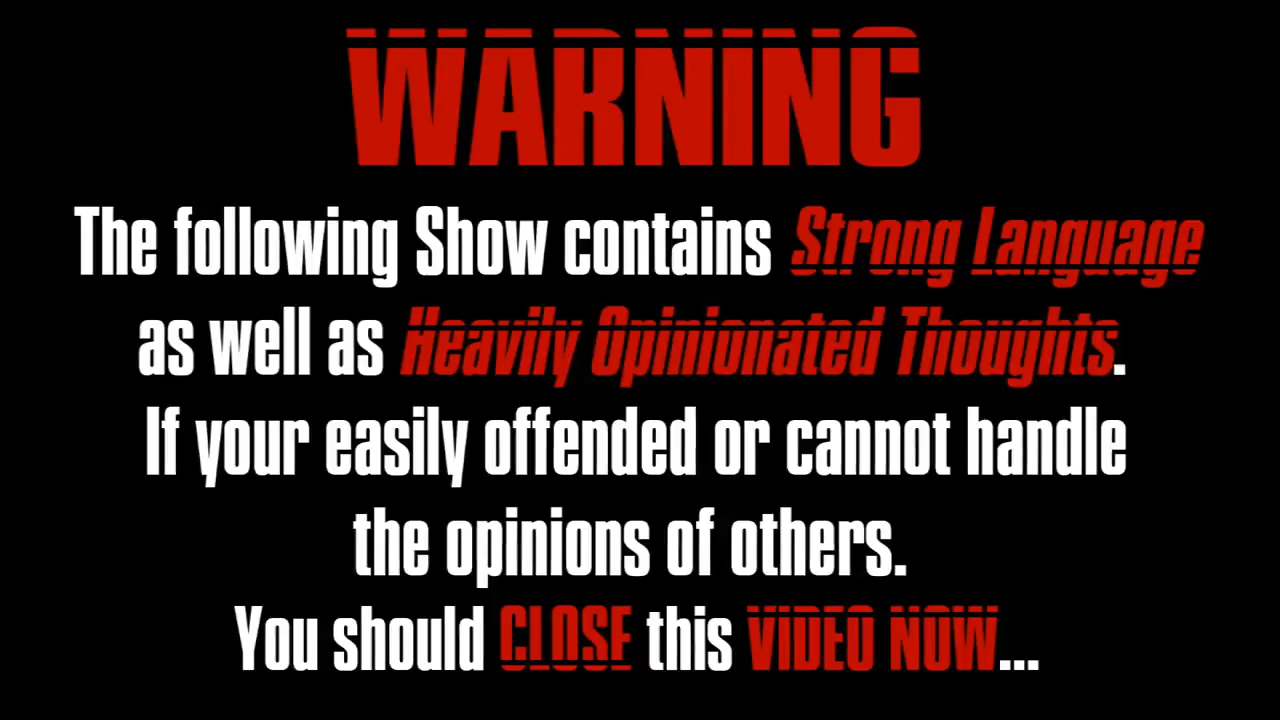 WARNING
The following Show contains Strong Language
as well as Heavily Opinionated Thoughts.
If your easily offended or cannot handle
the opinions of others.
You should CLOSE this VIDEO NOW...